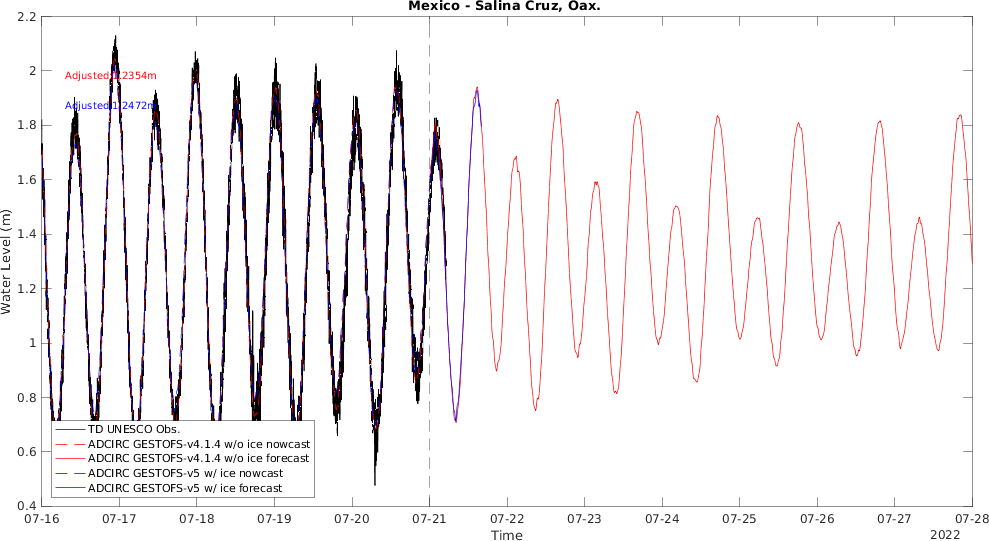 Mexico - Salina Cruz, Oax.
2.2
2
1.8
1.6
1.4
1.2
1
0.8
0.6
0.4
Water Level (m)
Adjusted:1.2354m
Adjusted:1.2472m
TD UNESCO Obs.
ADCIRC GESTOFS-v4.1.4 w/o ice nowcast
ADCIRC GESTOFS-v4.1.4 w/o ice forecast
ADCIRC GESTOFS-v5 w/ ice nowcast
ADCIRC GESTOFS-v5 w/ ice forecast
07-16 07-17 07-18 07-19 07-20 07-21 07-22 07-23 07-24 07-25 07-26 07-27 07-28
Time
2022